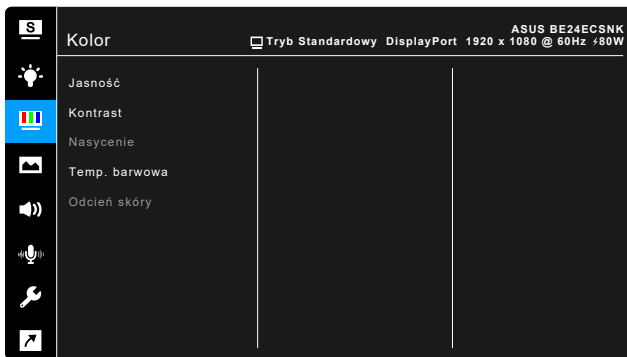 S
ASUS BE24ECSNK
Kolor
Tryb Standardowy DisplayPort 1920 x 1080 @ 60Hz ⚡80W
Jasność
Kontrast
Nasycenie
Temp. barwowa
Odcień skóry